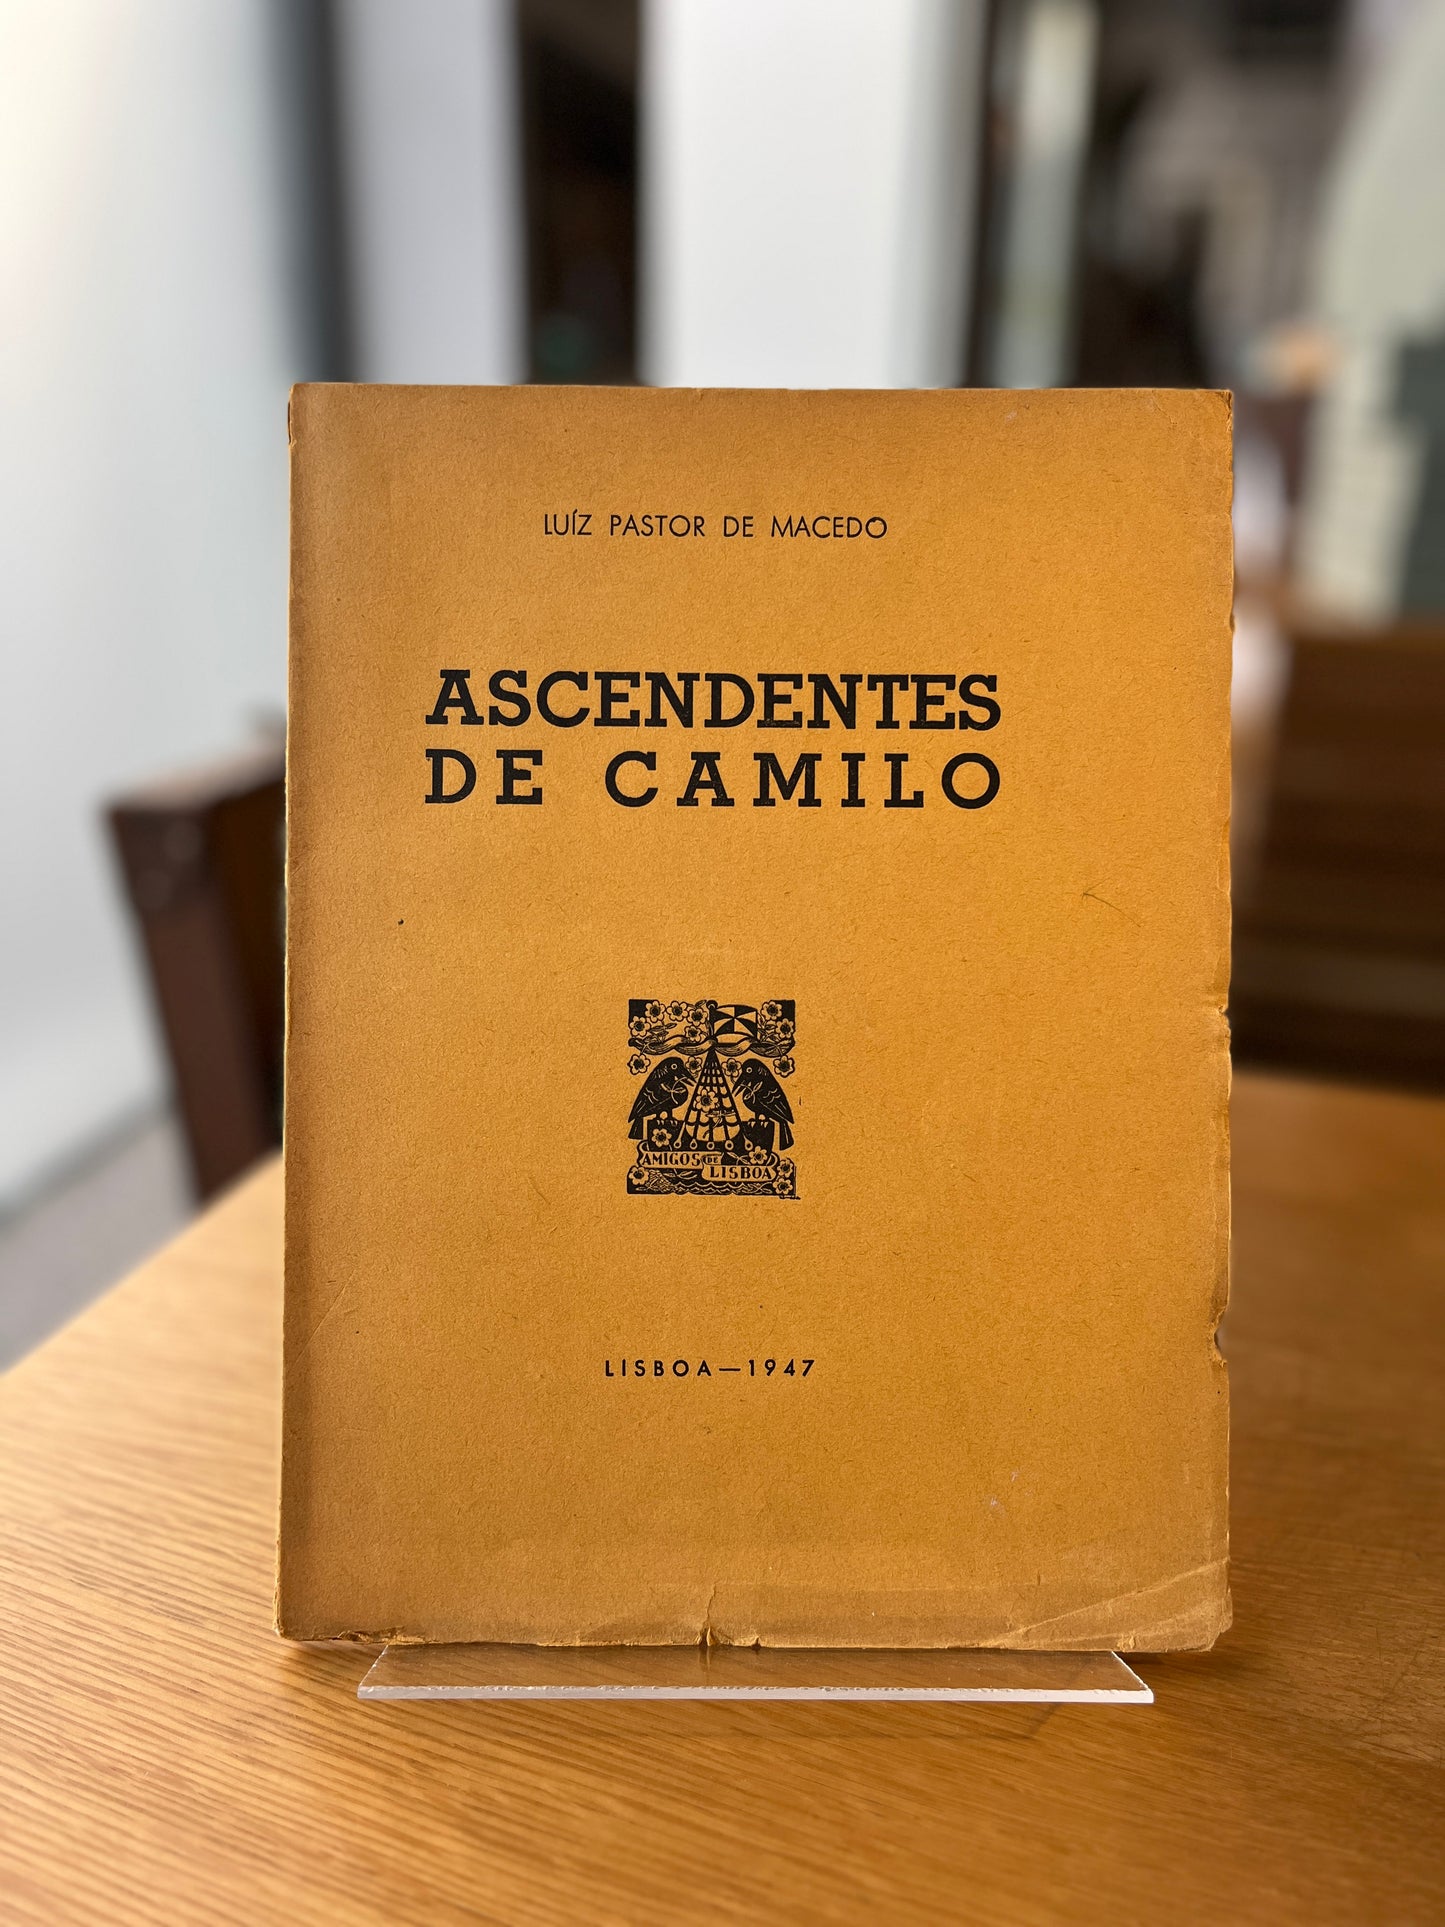 LUÍZ PASTOR DE MACEDO
ASCENDENTES
DE CAMILO
AMIGOS DE
LISBOA
LISBOA—1947